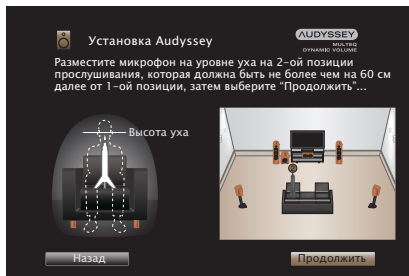 Установка Audyssey
AUDYSSEY
MULTEQ
DYNAMIC VOLUME
Разместите микрофон на уровне уха на 2-ой позиции
прослушивания, которая должна быть не более чем на 60 см
далее от 1-ой позиции, затем выберите “Продолжить”...
Высота уха
Назад
Продолжить